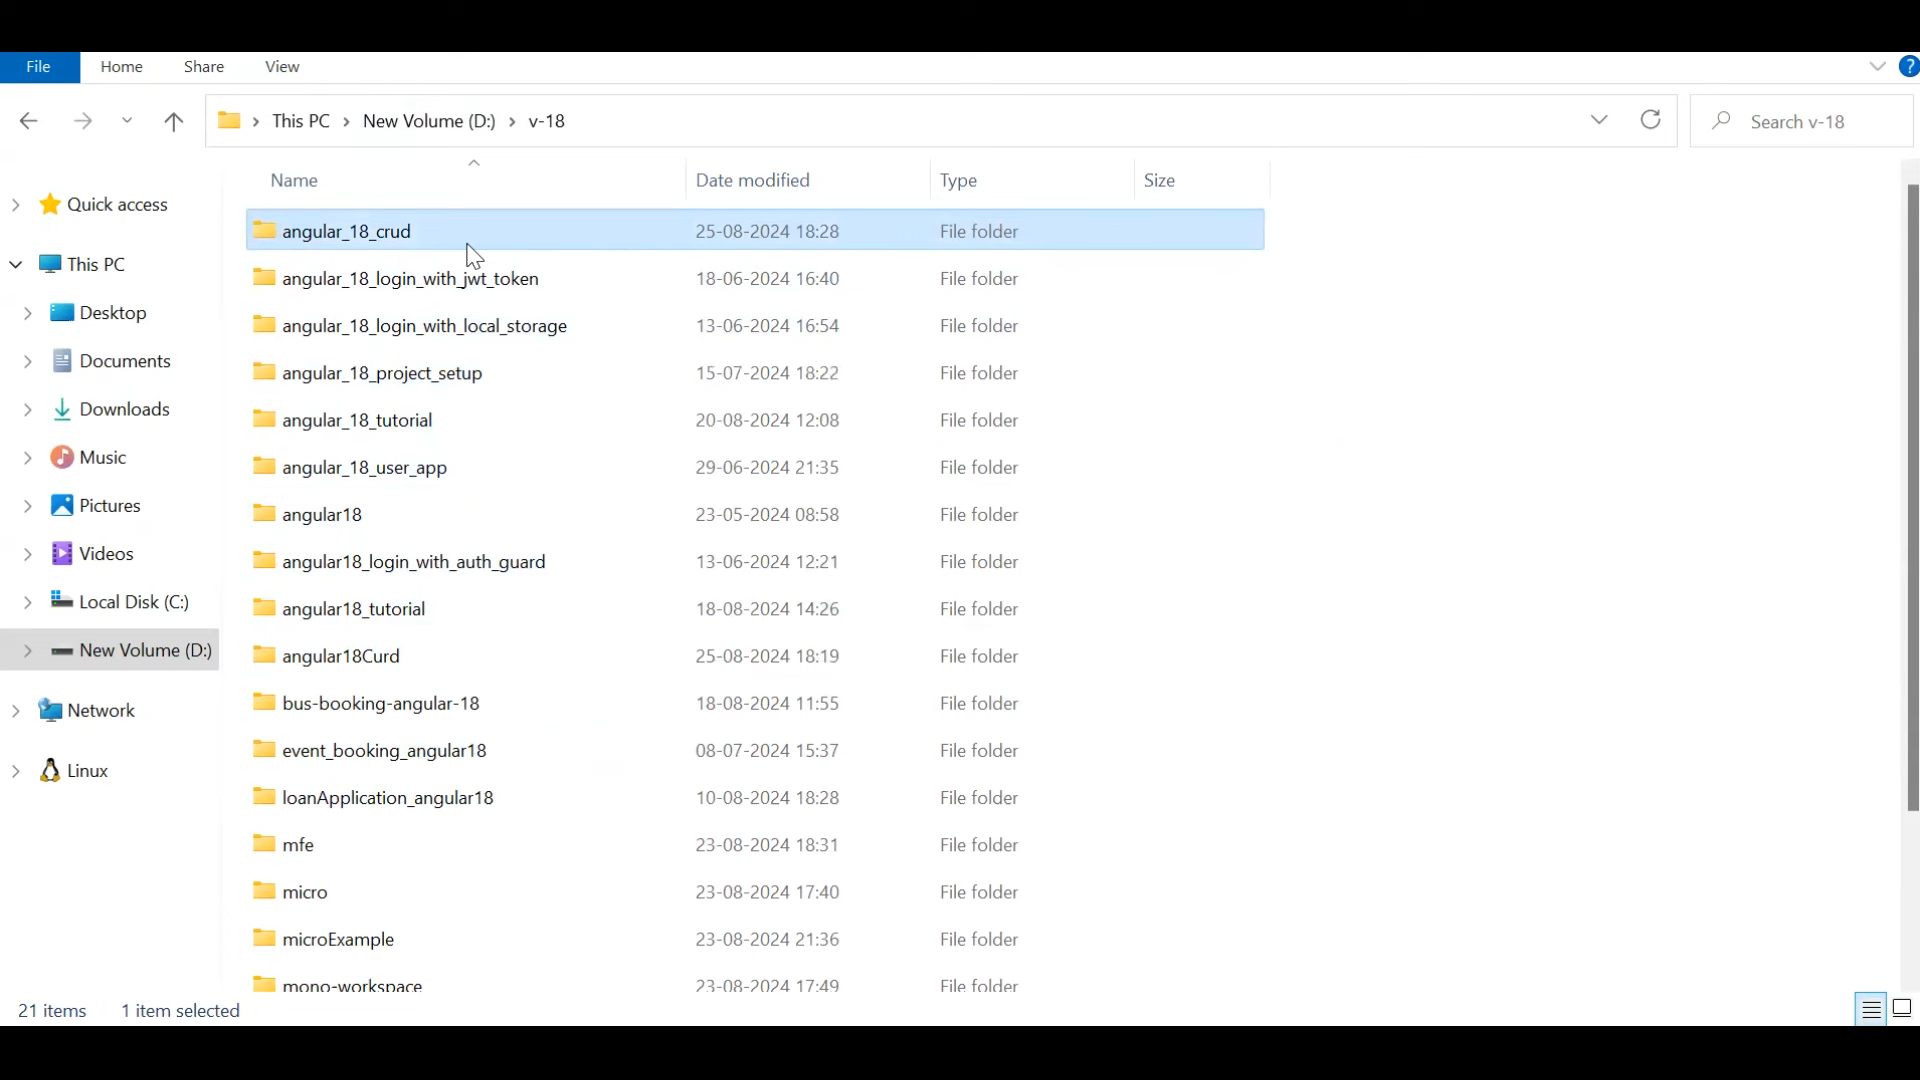 File Home Share View ?
This PC New Volume (D:) v-18 Search v-18
Name Date modified Type Size
Quick access
This PC
Desktop
Documents
Downloads
Music
Pictures
Videos
Local Disk (C:)
New Volume (D:)
Network
Linux
angular_18_crud 25-08-2024 18:28 File folder
angular_18_login_with_jwt_token 18-06-2024 16:40 File folder
angular_18_login_with_local_storage 13-06-2024 16:54 File folder
angular_18_project_setup 15-07-2024 18:22 File folder
angular_18_tutorial 20-08-2024 12:08 File folder
angular_18_user_app 29-06-2024 21:35 File folder
angular18 23-05-2024 08:58 File folder
angular18_login_with_auth_guard 13-06-2024 12:21 File folder
angular18_tutorial 18-08-2024 14:26 File folder
angular18Curd 25-08-2024 18:19 File folder
bus-booking-angular-18 18-08-2024 11:55 File folder
event_booking_angular18 08-07-2024 15:37 File folder
loanApplication_angular18 10-08-2024 18:28 File folder
mfe 23-08-2024 18:31 File folder
micro 23-08-2024 17:40 File folder
microExample 23-08-2024 21:36 File folder
mono-workspace 23-08-2024 17:49 File folder
21 items 1 item selected